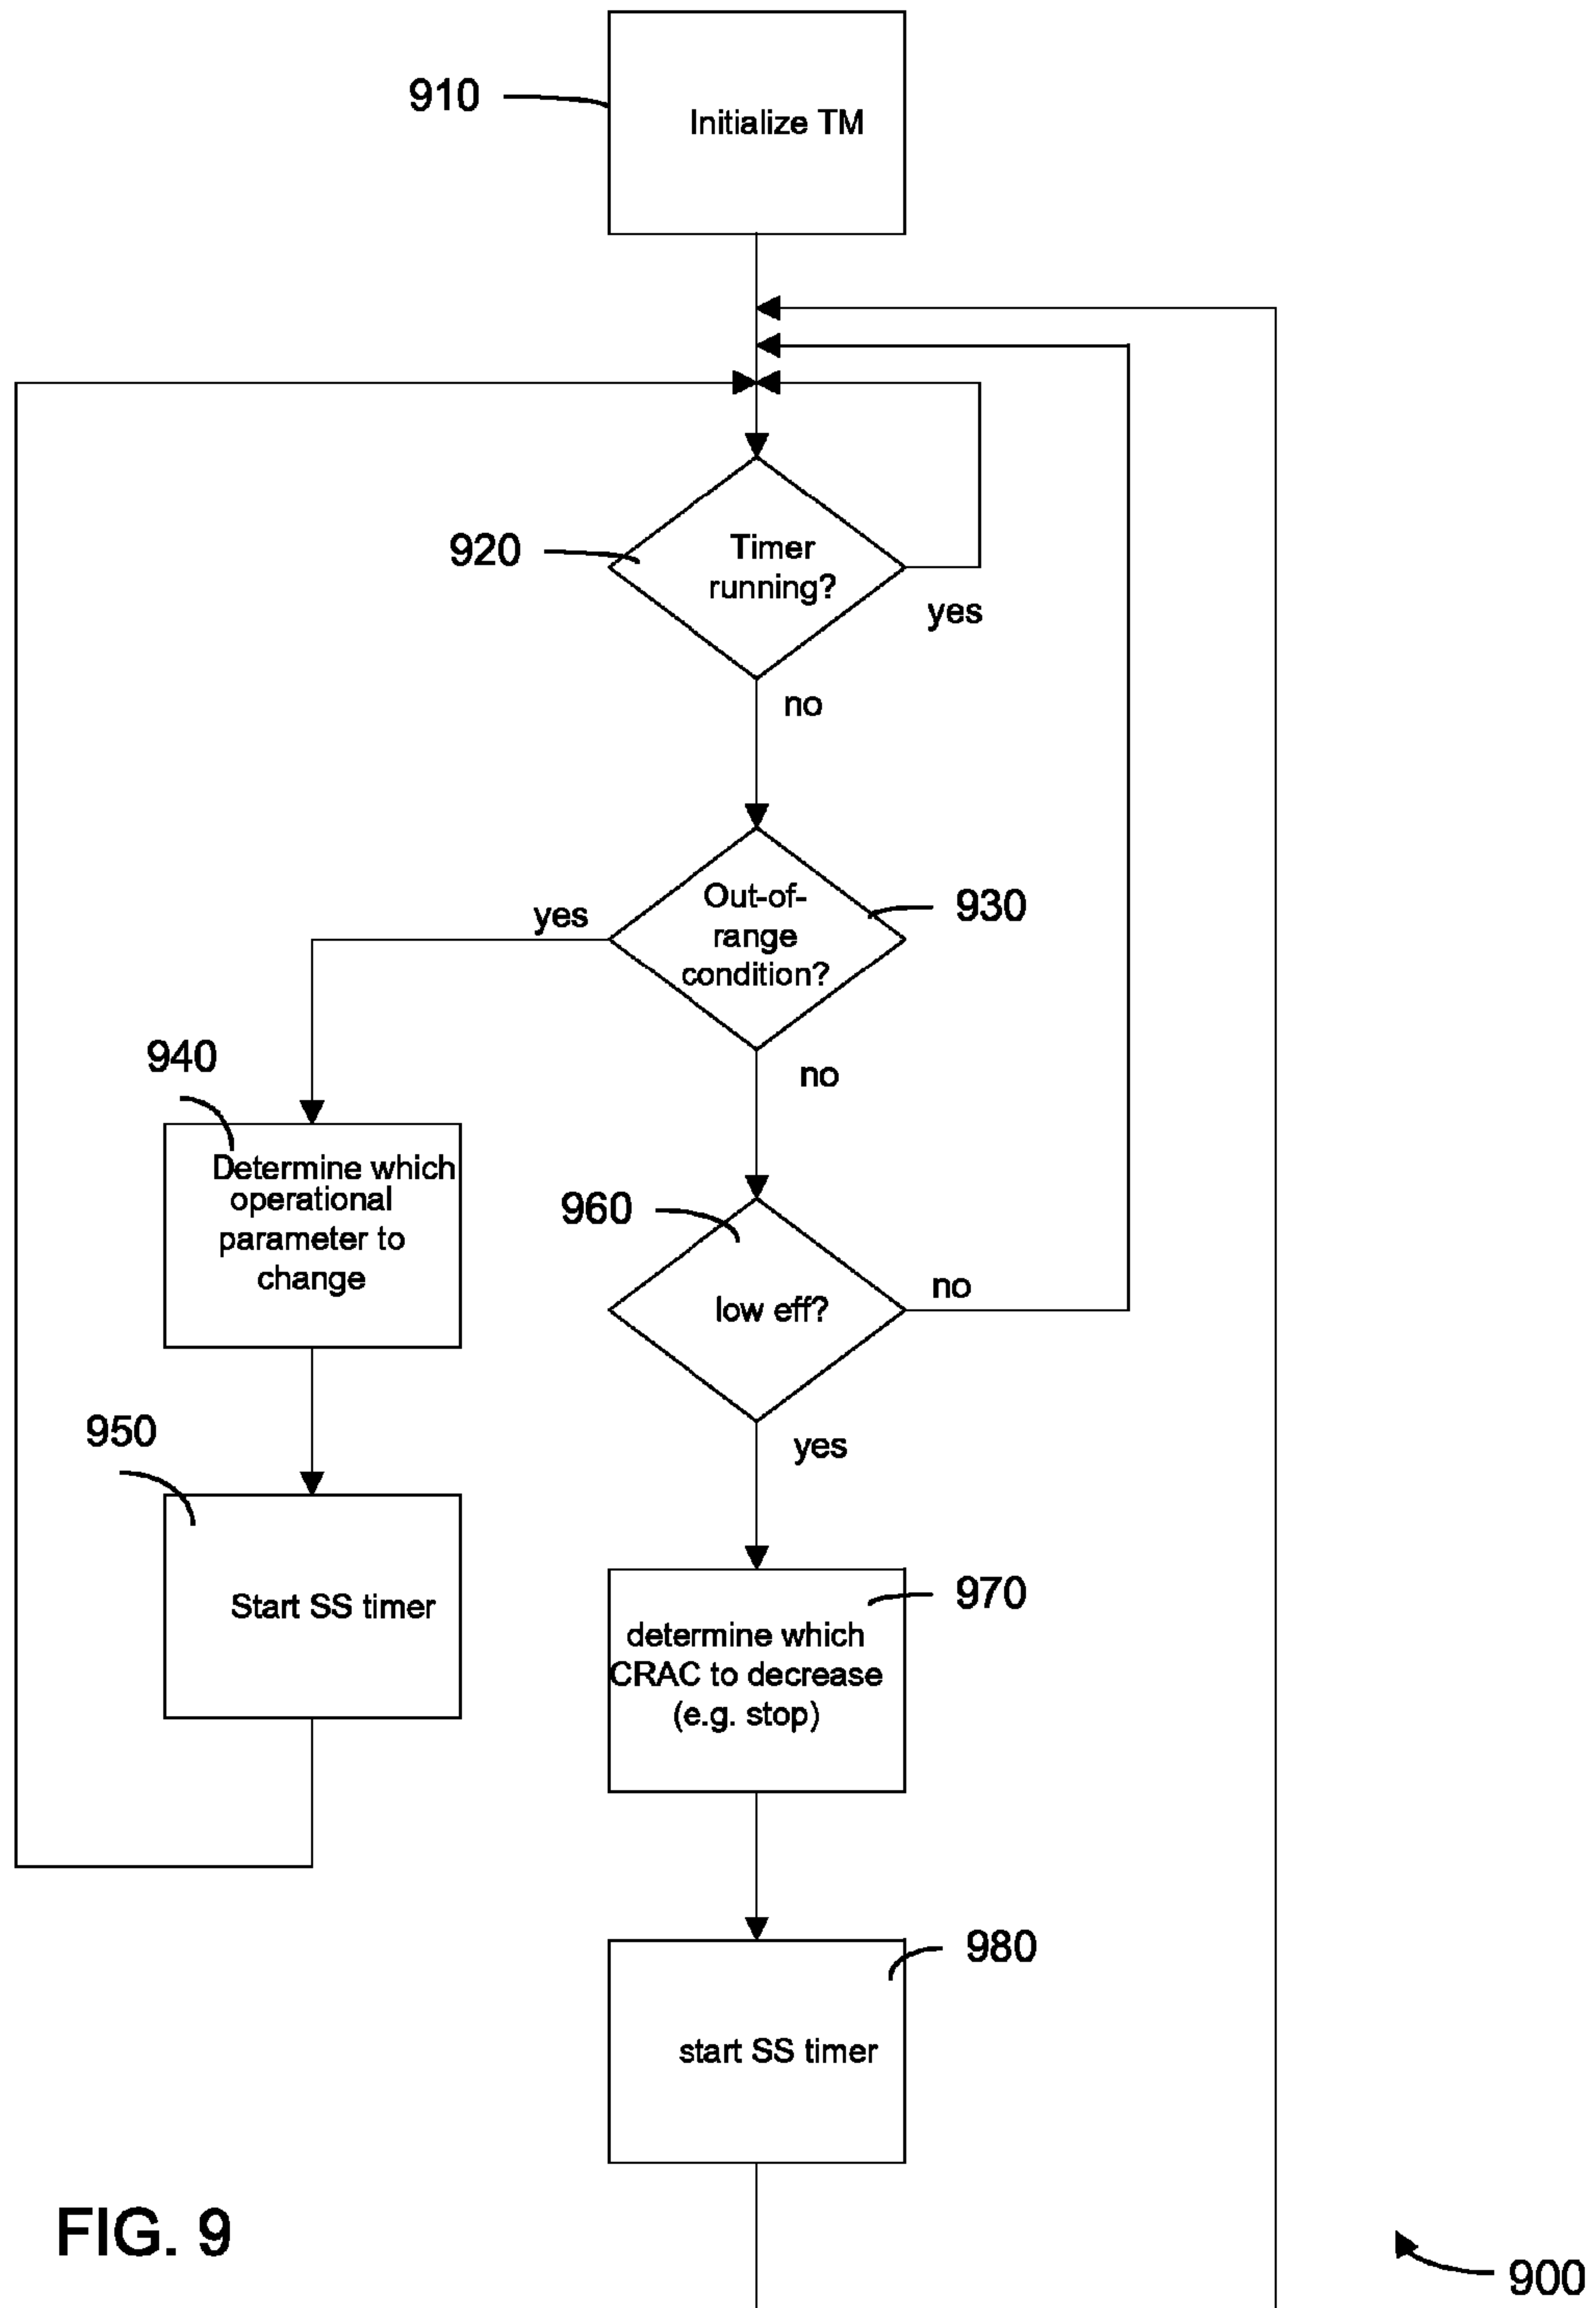 910
Initialize TM
920
Timer
running?
yes
no
Out-of-
range
condition?
930
yes
no
940
Determine which
operational
parameter to
change
960
low eff?
no
yes
950
Start SS timer
970
determine which
CRAC to decrease
(e.g. stop)
980
start SS timer
FIG. 9
900